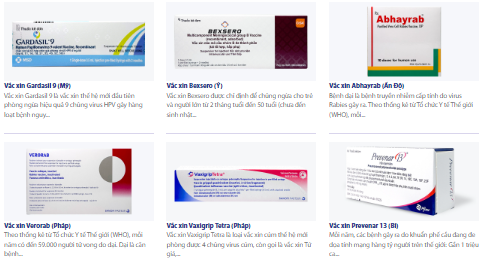 GARDASIL 9
BEXSERO
Abhayrab
Vắc xin Gardasil 9 (Mỹ)
Vắc xin Gardasil 9 là vắc xin thế hệ mới đầu tiên
phòng ngừa hiệu quả 9 chủng virus HPV gây hàng
loạt bệnh nguy...
Vắc xin Bexsero (Ý)
Vắc xin Bexsero được chỉ định để chủng ngừa cho trẻ
và người lớn từ 2 tháng tuổi đến 50 tuổi (chưa đến
sinh nhật...
Vắc xin Abhayrab (Ấn Độ)
Bệnh dại là bệnh truyền nhiễm cấp tính do virus
Rabies gây ra. Theo thống kê từ Tổ chức Y tế Thế giới
(WHO), mỗi...
VERORAB
VaxigripTetra
Prevenar 13
Pfizer
Vắc xin Verorab (Pháp)
Theo thống kê từ Tổ chức Y tế Thế giới (WHO), mỗi
năm có đến 59.000 người tử vong do dại. Dại là căn
bệnh...
Vắc xin Vaxigrip Tetra (Pháp)
Vắc xin Vaxigrip Tetra là loại vắc xin cúm thế hệ mới
phòng được 4 chủng virus cúm, còn gọi là vắc xin Tứ
giá,...
Vắc xin Prevenar 13 (Bỉ)
Mỗi năm, các bệnh gây ra do khuẩn phế cầu đang đe
dọa tính mạng hàng tỷ người trên thế giới. Gần 1 triệu
ca...